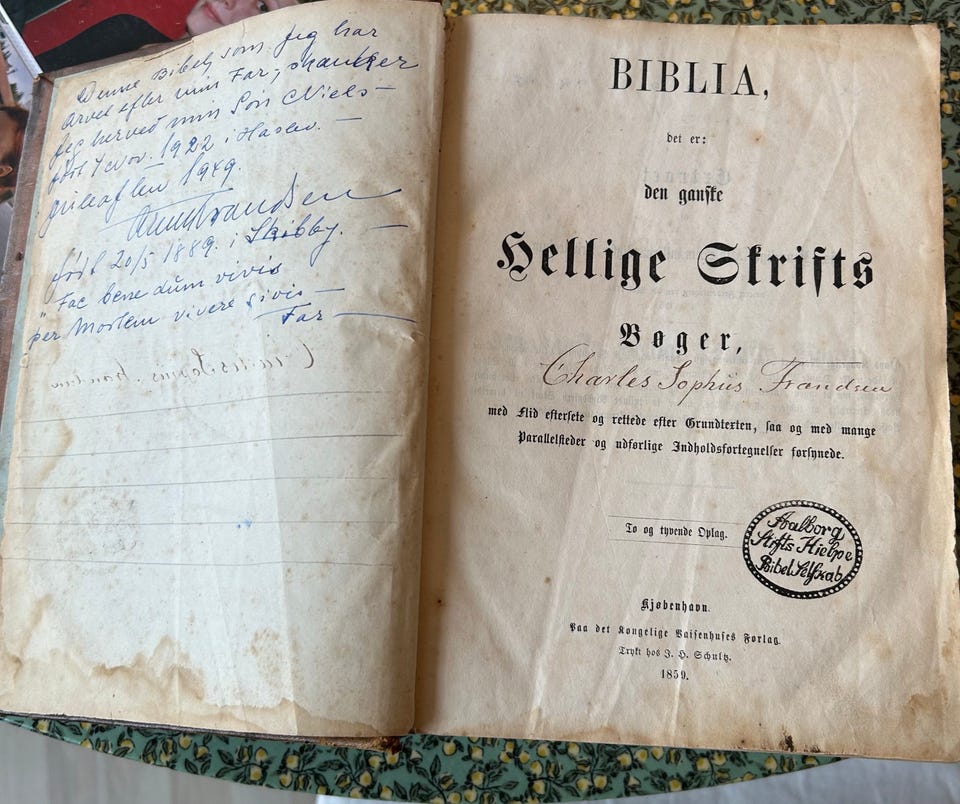 Denne Bibel, som jeg har
arvet efter min Far, skænker
jeg herved min Søn Niels —
født 7 Nov. 1922 i Haslev. —
juleaften 1949.
Frandsen
født 20/5 1889. i Skibby. —
"Fac bene dum vivis
per Mortem vivere si vis —
Far —
BIBLIA,
det er:
den ganske
Hellige Skrifts
Bøger,
Charles Sophus Frandsen
med Flid eftersete og rettede efter Grundtexten, saa og med mange
Parallelsteder og udførlige Indholdsfortegnelser forsynede.
To og tyvende Oplag.
Aalborg
Stifts Hielpe
Bibel Selskab
Kjøbenhavn.
Paa det Kongelige Vaisenhuses Forlag.
Trykt hos J. H. Schultz.
1859.